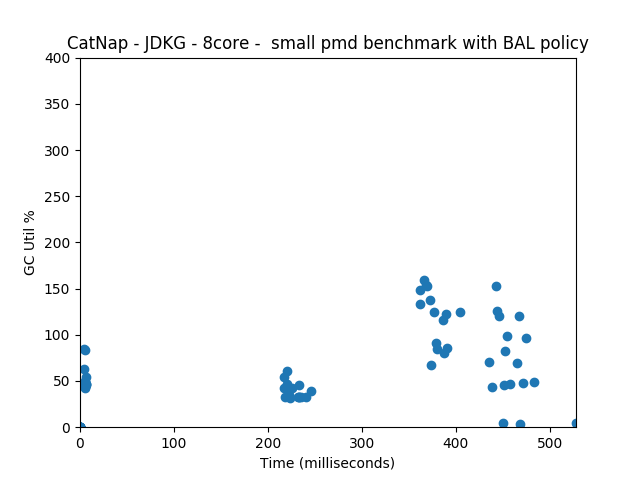 CatNap - JDKG - 8core -  small pmd benchmark with BAL policy
400
350
300
250
200
150
100
50
0
GC Util %
0 100 200 300 400 500
Time (milliseconds)